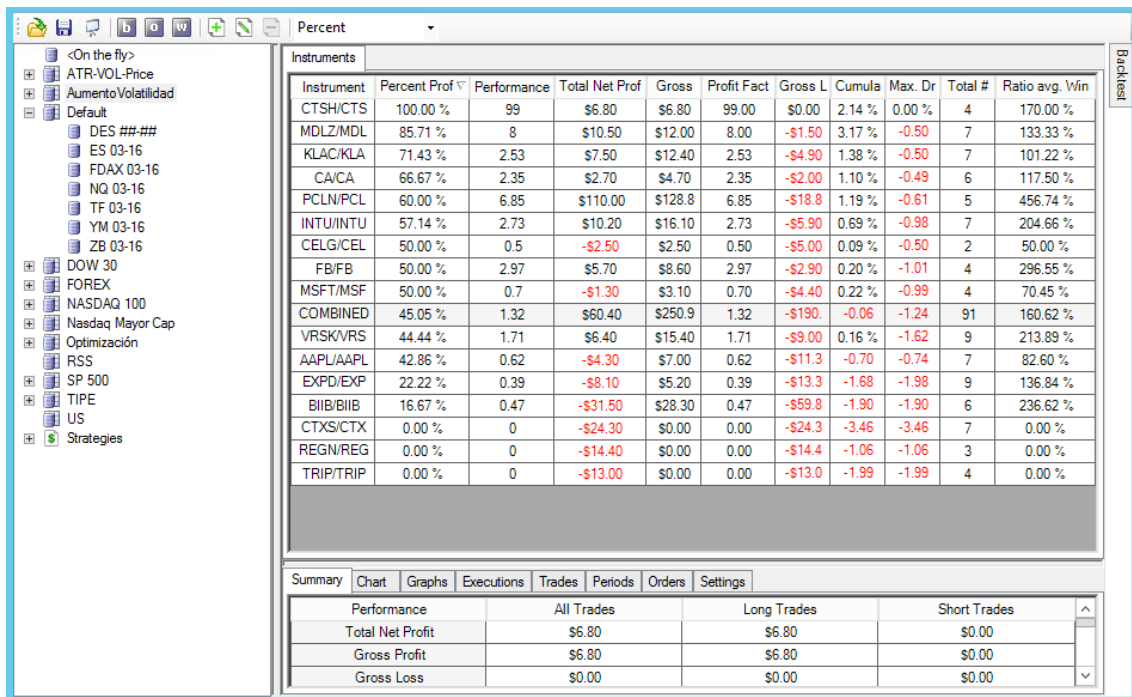 b o w Percent
<On the fly>
ATR-VOL-Price
AumentoVolatilidad
Default
DES ##-##
ES 03-16
FDAX 03-16
NQ 03-16
TF 03-16
YM 03-16
ZB 03-16
DOW 30
FOREX
NASDAQ 100
Nasdaq Mayor Cap
Optimización
RSS
SP 500
TIPE
US
$ Strategies
Instruments
Instrument Percent Prof Performance Total Net Prof Gross Profit Fact Gross L Cumula Max. Dr Total # Ratio avg. Win
CTSH/CTS 100.00 % 99 $6.80 $6.80 99.00 $0.00 2.14 % 0.00 % 4 170.00 %
MDLZ/MDL 85.71 % 8 $10.50 $12.00 8.00 -$1.50 3.17 % -0.50 7 133.33 %
KLAC/KLA 71.43 % 2.53 $7.50 $12.40 2.53 -$4.90 1.38 % -0.50 7 101.22 %
CA/CA 66.67 % 2.35 $2.70 $4.70 2.35 -$2.00 1.10 % -0.49 6 117.50 %
PCLN/PCL 60.00 % 6.85 $110.00 $128.8 6.85 -$18.8 1.19 % -0.61 5 456.74 %
INTU/INTU 57.14 % 2.73 $10.20 $16.10 2.73 -$5.90 0.69 % -0.98 7 204.66 %
CELG/CEL 50.00 % 0.5 -$2.50 $2.50 0.50 -$5.00 0.09 % -0.50 2 50.00 %
FB/FB 50.00 % 2.97 $5.70 $8.60 2.97 -$2.90 0.20 % -1.01 4 296.55 %
MSFT/MSF 50.00 % 0.7 -$1.30 $3.10 0.70 -$4.40 0.22 % -0.99 4 70.45 %
COMBINED 45.05 % 1.32 $60.40 $250.9 1.32 -$190. -0.06 -1.24 91 160.62 %
VRSK/VRS 44.44 % 1.71 $6.40 $15.40 1.71 -$9.00 0.16 % -1.62 9 213.89 %
AAPL/AAPL 42.86 % 0.62 -$4.30 $7.00 0.62 -$11.3 -0.70 -0.74 7 82.60 %
EXPD/EXP 22.22 % 0.39 -$8.10 $5.20 0.39 -$13.3 -1.68 -1.98 9 136.84 %
BIIB/BIIB 16.67 % 0.47 -$31.50 $28.30 0.47 -$59.8 -1.90 -1.90 6 236.62 %
CTXS/CTX 0.00 % 0 -$24.30 $0.00 0.00 -$24.3 -3.46 -3.46 7 0.00 %
REGN/REG 0.00 % 0 -$14.40 $0.00 0.00 -$14.4 -1.06 -1.06 3 0.00 %
TRIP/TRIP 0.00 % 0 -$13.00 $0.00 0.00 -$13.0 -1.99 -1.99 4 0.00 %
Backtest
Summary Chart Graphs Executions Trades Periods Orders Settings
Performance All Trades Long Trades Short Trades
Total Net Profit $6.80 $6.80 $0.00
Gross Profit $6.80 $6.80 $0.00
Gross Loss $0.00 $0.00 $0.00